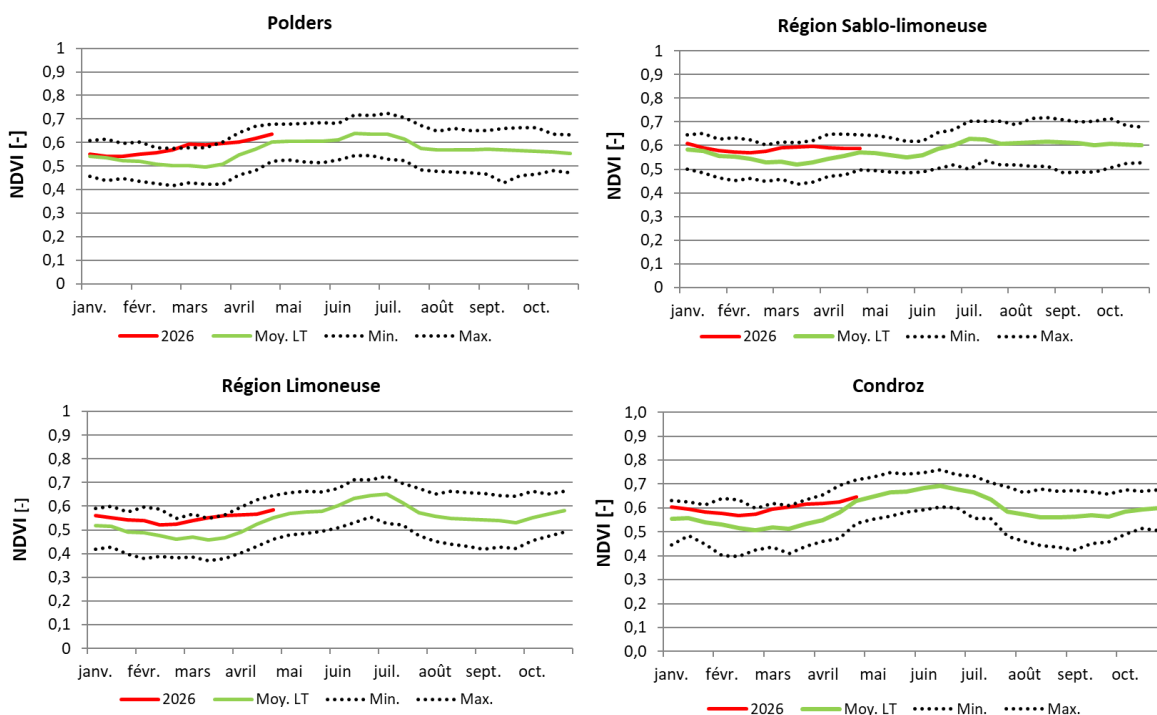 Polders
1
0,9
0,8
0,7
0,6
0,5
0,4
0,3
0,2
0,1
0
NDVI [-]
janv. févr. mars avril mai juin juil. août sept. oct.
2026 Moy. LT Min. Max.
Région Sablo-limoneuse
1
0,9
0,8
0,7
0,6
0,5
0,4
0,3
0,2
0,1
0
NDVI [-]
janv. févr. mars avril mai juin juil. août sept. oct.
2026 Moy. LT Min. Max.
Région Limoneuse
1
0,9
0,8
0,7
0,6
0,5
0,4
0,3
0,2
0,1
0
NDVI [-]
janv. févr. mars avril mai juin juil. août sept. oct.
2026 Moy. LT Min. Max.
Condroz
1,0
0,9
0,8
0,7
0,6
0,5
0,4
0,3
0,2
0,1
0,0
NDVI [-]
janv. févr. mars avril mai juin juil. août sept. oct.
2026 Moy. LT Min. Max.